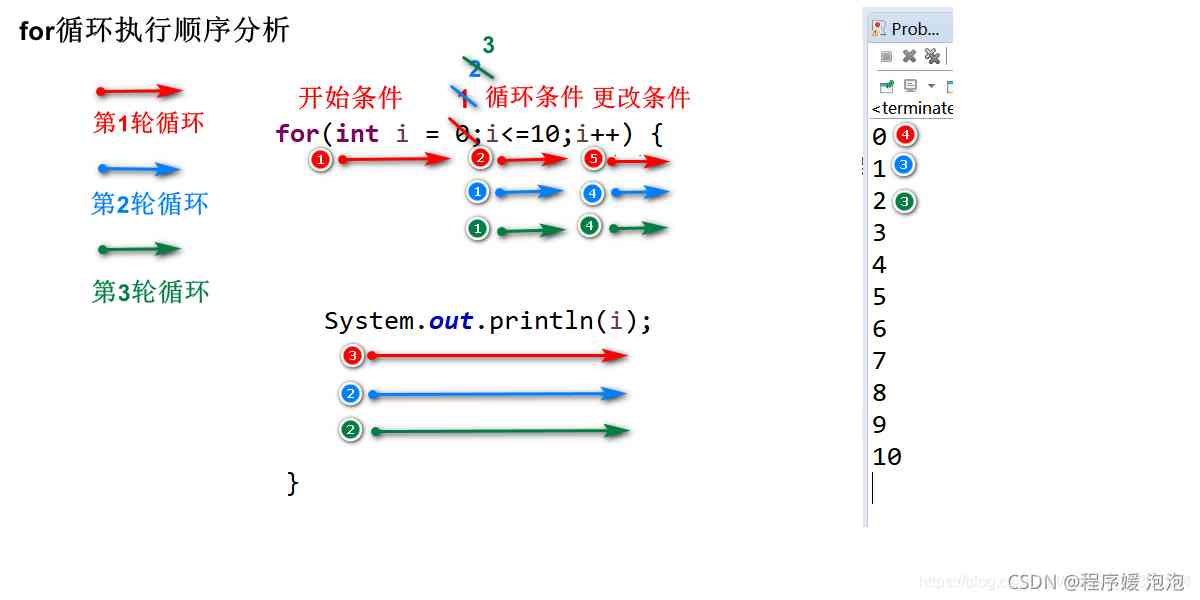 for循环执行顺序分析
第1轮循环
第2轮循环
第3轮循环
3
2
开始条件 1 循环条件 更改条件
for(int i = 0;i<=10;i++) {
1 2 5
1 4
1 4
System.out.println(i);
3
2
2
}
Prob...
<terminate
0 4
1 3
2 3
3
4
5
6
7
8
9
10
https://blog.c
CSDN @程序媛 泡泡